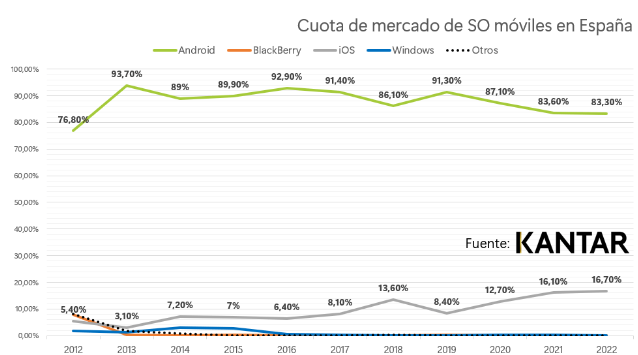 Cuota de mercado de SO móviles en España
Android BlackBerry iOS Windows Otros
100,00%
90,00%
80,00%
70,00%
60,00%
50,00%
40,00%
30,00%
20,00%
10,00%
0,00%
76,80% 93,70% 89% 89,90% 92,90% 91,40% 86,10% 91,30% 87,10% 83,60% 83,30%
Fuente: KANTAR
5,40% 3,10% 7,20% 7% 6,40% 8,10% 13,60% 8,40% 12,70% 16,10% 16,70%
2012 2013 2014 2015 2016 2017 2018 2019 2020 2021 2022